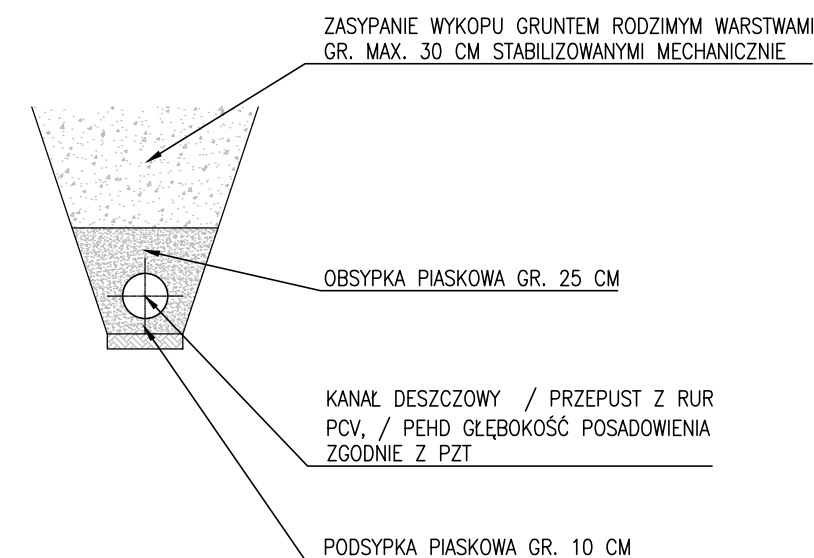 ZASYPANIE WYKOPU GRUNTEM RODZIMYM WARSTWAMI
GR. MAX. 30 CM STABILIZOWANYMI MECHANICZNIE
OBSYPKA PIASKOWA GR. 25 CM
KANAŁ DESZCZOWY / PRZEPUST Z RUR
PCV, / PEHD GŁĘBOKOŚĆ POSADOWIENIA
ZGODNIE Z PZT
PODSYPKA PIASKOWA GR. 10 CM